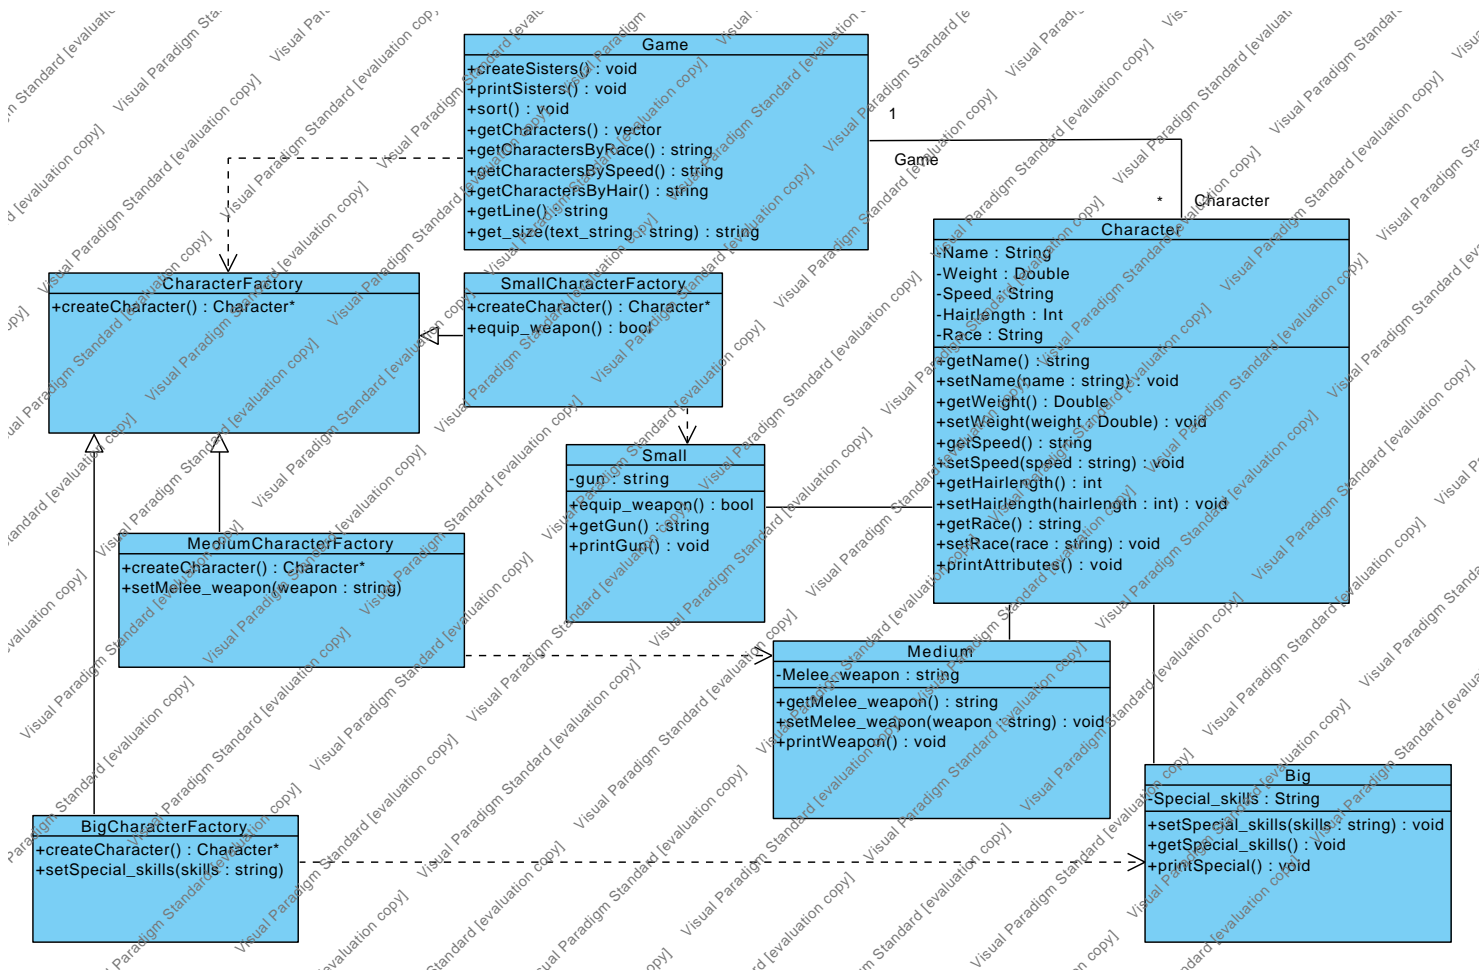 Game
+createSisters() : void
+printSisters() : void
+sort() : void
+getCharacters() : vector
+getCharactersByRace() : string
+getCharactersBySpeed() : string
+getCharactersByHair() : string
+getLine() : string
+get_size(text_string : string) : string
1
Game
*
Character
Character
-Name : String
-Weight : Double
-Speed : String
-Hairlength : Int
-Race : String
+getName() : string
+setName(name : string) : void
+getWeight() : Double
+setWeight(weight : Double) : void
+getSpeed() : string
+setSpeed(speed : string) : void
+getHairlength() : int
+setHairlength(hairlength : int) : void
+getRace() : string
+setRace(race : string) : void
+printAttributes() : void
CharacterFactory
+createCharacter() : Character*
SmallCharacterFactory
+createCharacter() : Character*
+equip_weapon() : bool
Small
-gun : string
+equip_weapon() : bool
+getGun() : string
+printGun() : void
MediumCharacterFactory
+createCharacter() : Character*
+setMelee_weapon(weapon : string)
Medium
-Melee_weapon : string
+getMelee_weapon() : string
+setMelee_weapon(weapon : string) : void
+printWeapon() : void
BigCharacterFactory
+createCharacter() : Character*
+setSpecial_skills(skills : string)
Big
-Special_skills : String
+setSpecial_skills(skills : string) : void
+getSpecial_skills() : void
+printSpecial() : void
Visual Paradigm Standard [evaluation copy]